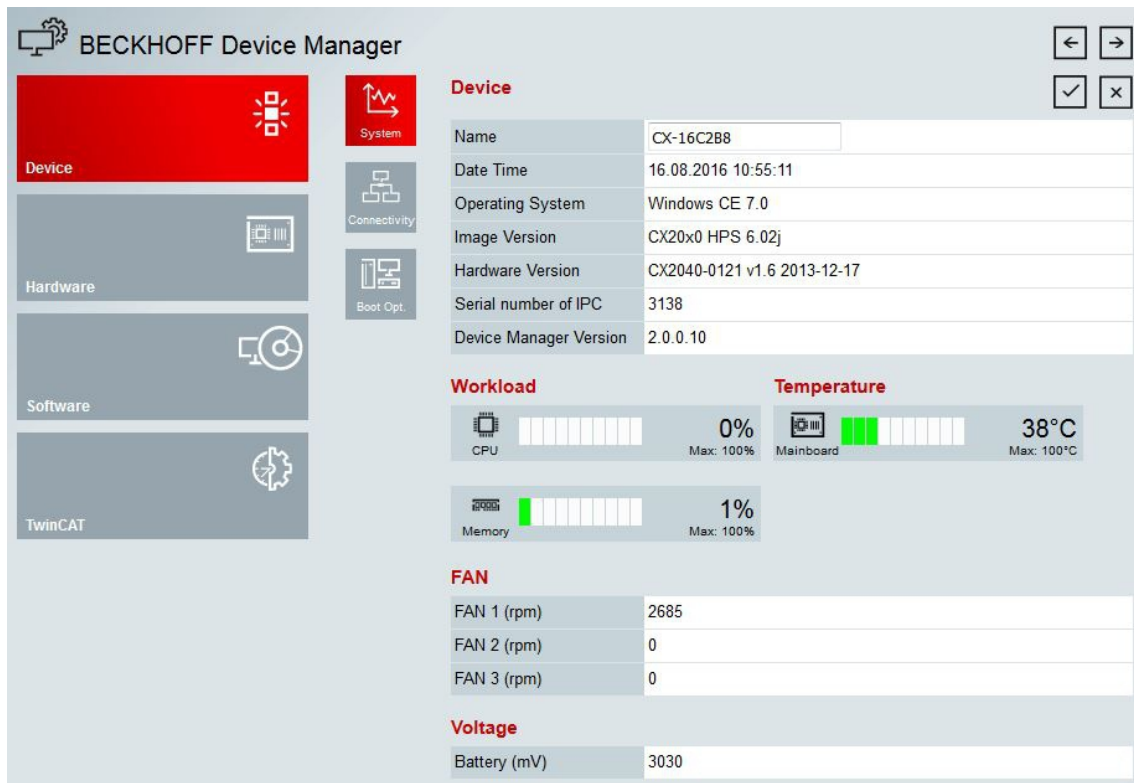 BECKHOFF Device Manager
Device
Hardware
Software
TwinCAT
System
Connectivity
Boot Opt.
Device
Name CX-16C2B8
Date Time 16.08.2016 10:55:11
Operating System Windows CE 7.0
Image Version CX20x0 HPS 6.02j
Hardware Version CX2040-0121 v1.6 2013-12-17
Serial number of IPC 3138
Device Manager Version 2.0.0.10
Workload
CPU 0%
Max: 100%
Memory 1%
Max: 100%
Temperature
Mainboard 38°C
Max: 100°C
FAN
FAN 1 (rpm) 2685
FAN 2 (rpm) 0
FAN 3 (rpm) 0
Voltage
Battery (mV) 3030